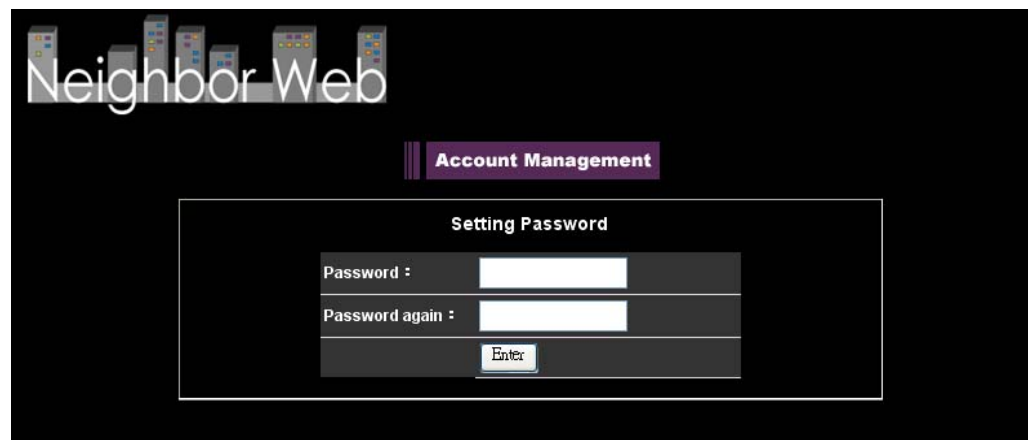 Neighbor Web
Account Management
Setting Password
Password：
Password again：
Enter